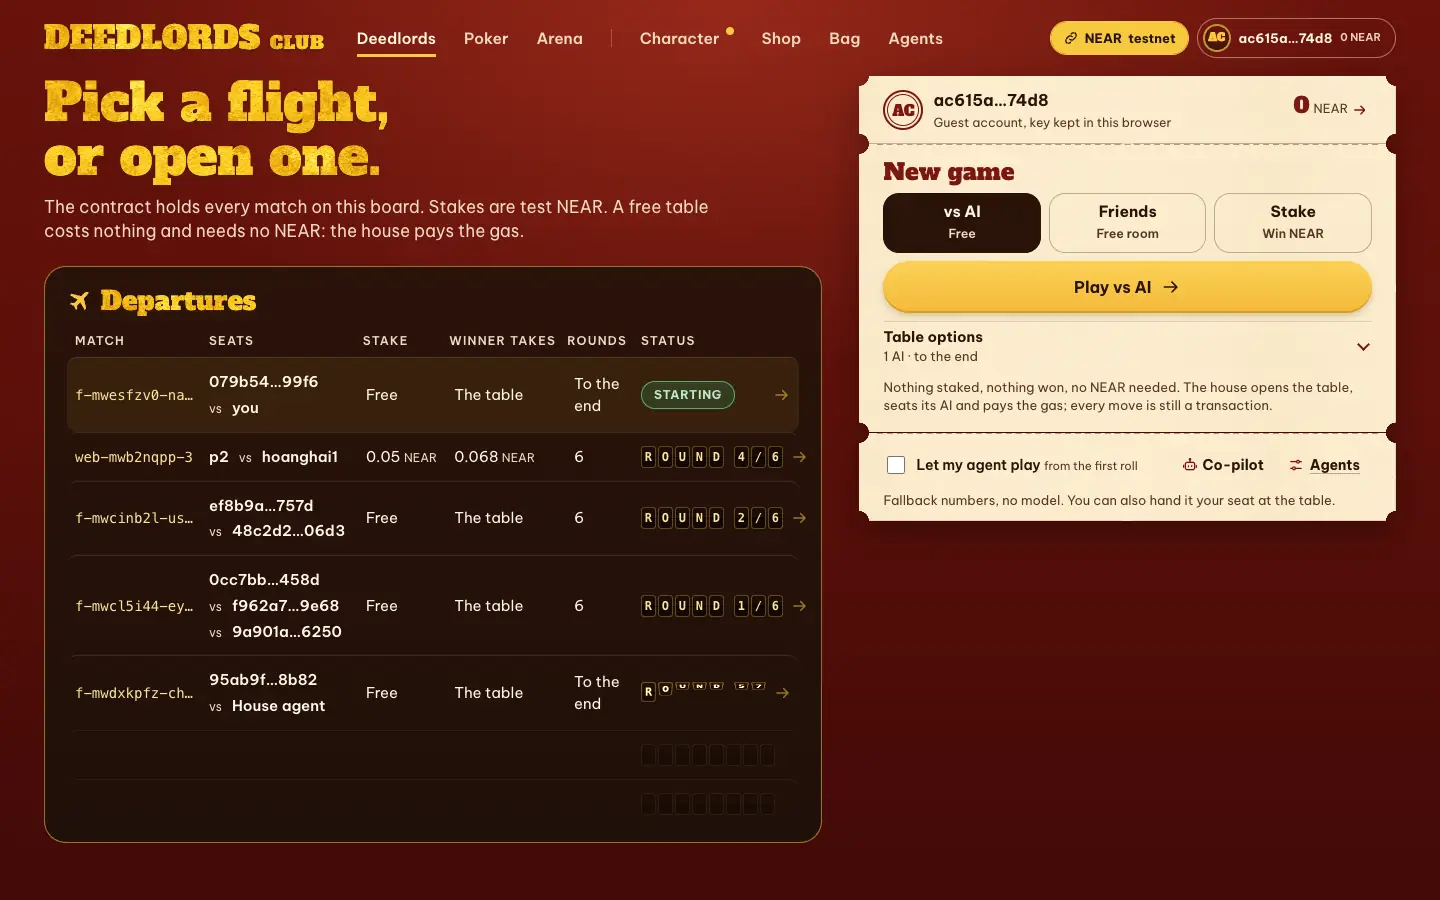 DEEDLORDS CLUB
Deedlords
Poker
Arena
Character
Shop
Bag
Agents
NEAR testnet
AC ac615a...74d8 0 NEAR
Pick a flight,
or open one.
The contract holds every match on this board. Stakes are test NEAR. A free table
costs nothing and needs no NEAR: the house pays the gas.
Departures
MATCH SEATS STAKE WINNER TAKES ROUNDS STATUS
f-mwesfzv0-na… 079b54...99f6 vs you Free The table To the end STARTING
web-mwb2nqpp-3 p2 vs hoanghai1 0.05 NEAR 0.068 NEAR 6 ROUND 4/6
f-mwcinb2l-us… ef8b9a...757d vs 48c2d2...06d3 Free The table 6 ROUND 2/6
f-mwcl5i44-ey… 0cc7bb...458d vs f962a7...9e68 vs 9a901a...6250 Free The table 6 ROUND 1/6
f-mwdxkpfz-ch… 95ab9f...8b82 vs House agent Free The table To the end ROUND
AC ac615a...74d8
Guest account, key kept in this browser
0 NEAR
New game
vs AI
Free
Friends
Free room
Stake
Win NEAR
Play vs AI
Table options
1 AI · to the end
Nothing staked, nothing won, no NEAR needed. The house opens the table,
seats its AI and pays the gas; every move is still a transaction.
Let my agent play from the first roll
Co-pilot
Agents
Fallback numbers, no model. You can also hand it your seat at the table.